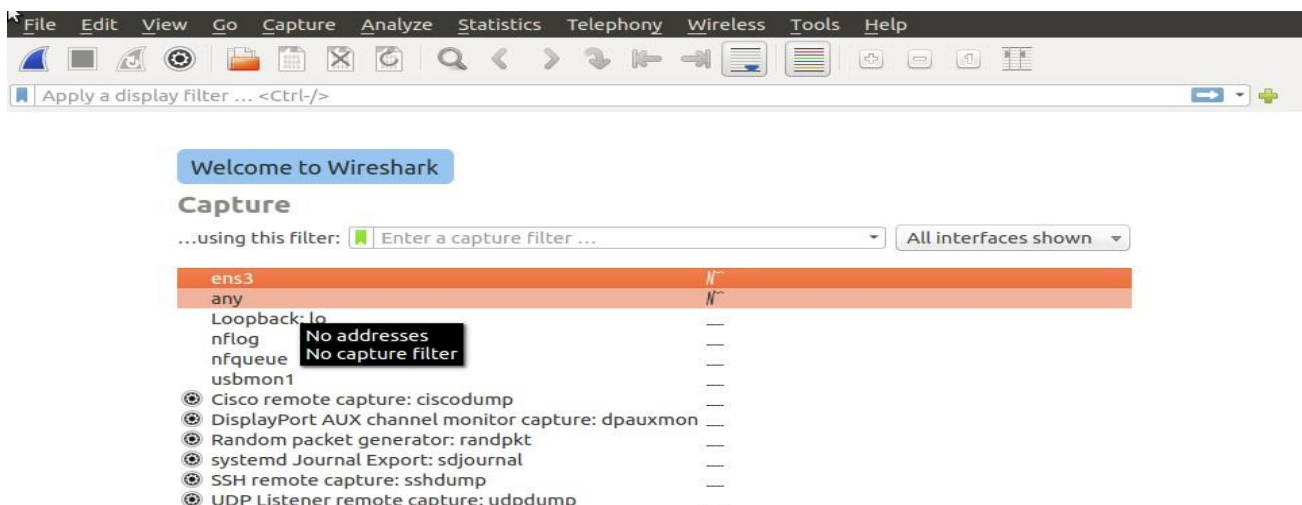 File Edit View Go Capture Analyze Statistics Telephony Wireless Tools Help
Apply a display filter ... <Ctrl-/>
Welcome to Wireshark
Capture
...using this filter: Enter a capture filter ... All interfaces shown
ens3
any
Loopback: lo
nflog
nfqueue
usbmon1
No addresses
No capture filter
Cisco remote capture: ciscodump
DisplayPort AUX channel monitor capture: dpauxmon
Random packet generator: randpkt
systemd Journal Export: sdjournal
SSH remote capture: sshdump
UDP Listener remote capture: udpdump